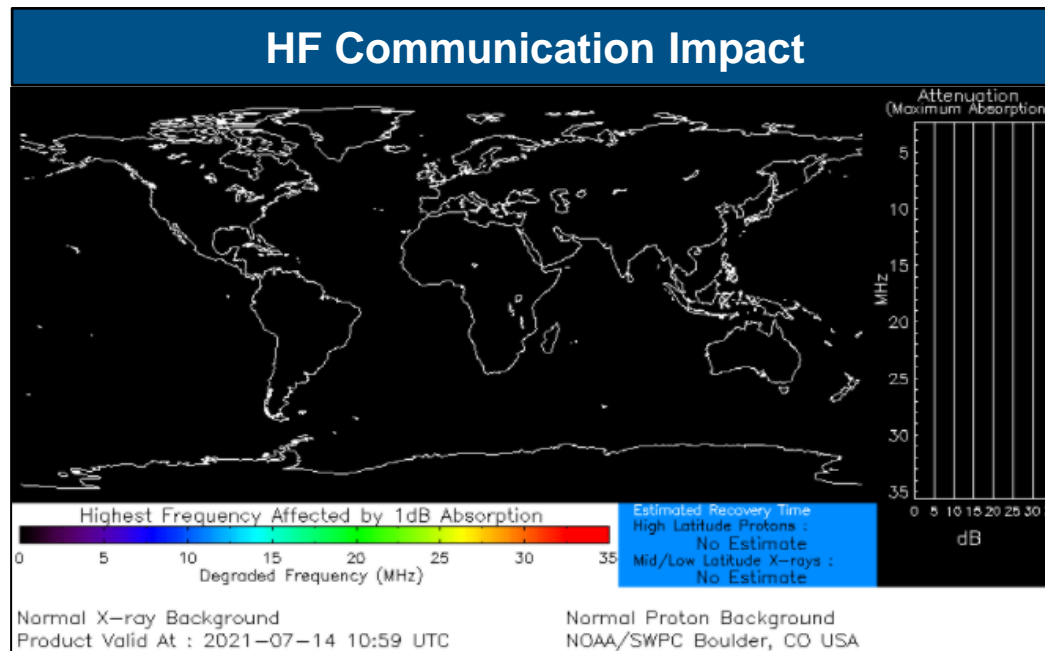 HF Communication Impact
Attenuation
(Maximum Absorption
5
10
15
20
25
30
35
MHz
0 5 10 15 20 25 30
dB
Highest Frequency Affected by 1dB Absorption
0 5 10 15 20 25 30 35
Degraded Frequency (MHz)
Estimated Recovery Time
High Latitude Protons :
No Estimate
Mid/Low Latitude X-rays :
No Estimate
Normal X-ray Background
Normal Proton Background
Product Valid At : 2021-07-14 10:59 UTC
NOAA/SWPC Boulder, CO USA